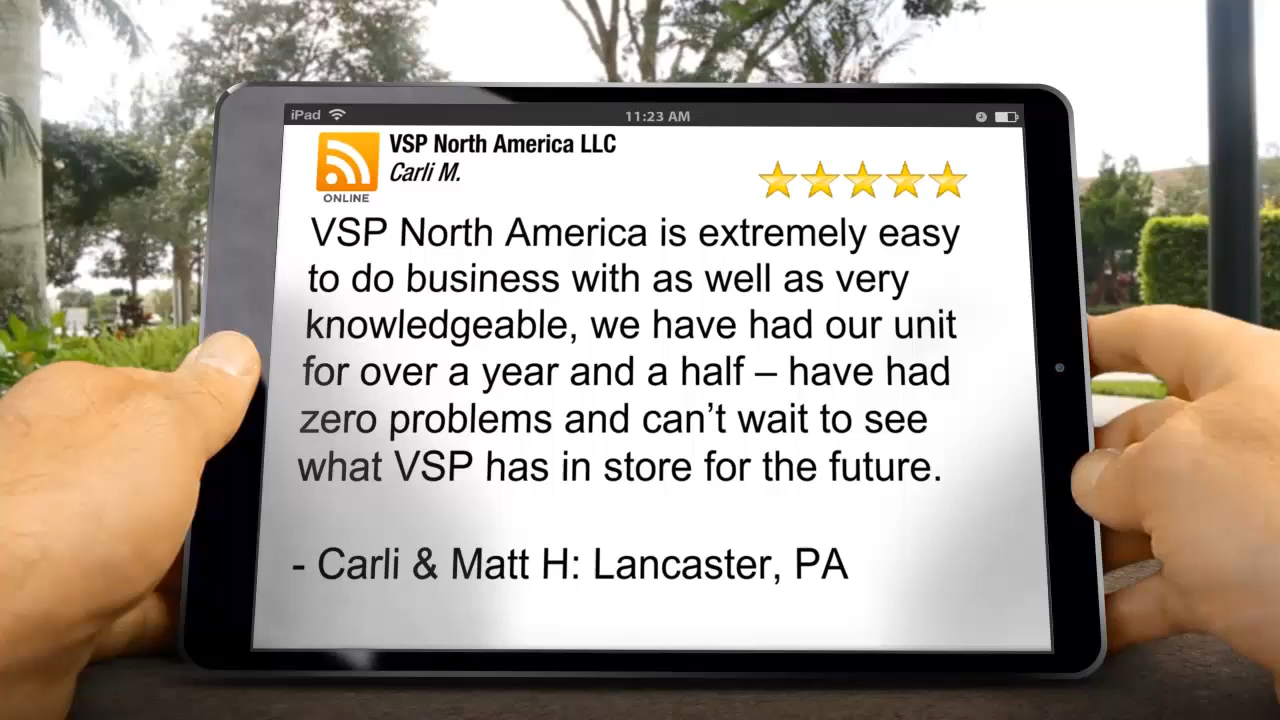 iPad 11:23 AM
VSP North America LLC
Carli M.
ONLINE
VSP North America is extremely easy
to do business with as well as very
knowledgeable, we have had our unit
for over a year and a half – have had
zero problems and can’t wait to see
what VSP has in store for the future.
- Carli & Matt H: Lancaster, PA